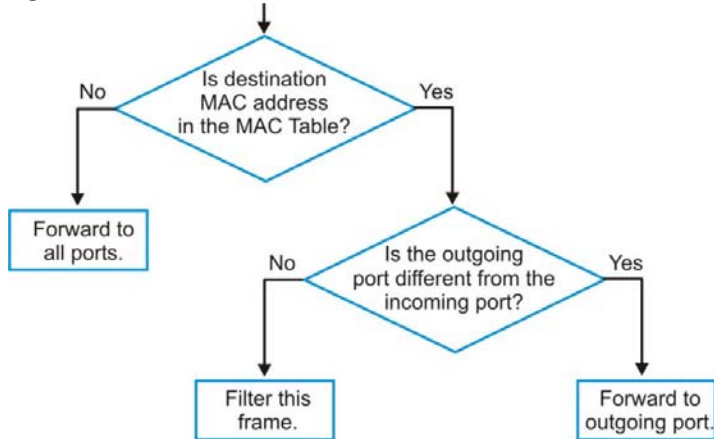 Is destination
MAC address
in the MAC Table?
No
Yes
Forward to
all ports.
Is the outgoing
port different from the
incoming port?
No
Yes
Filter this
frame.
Forward to
outgoing port.